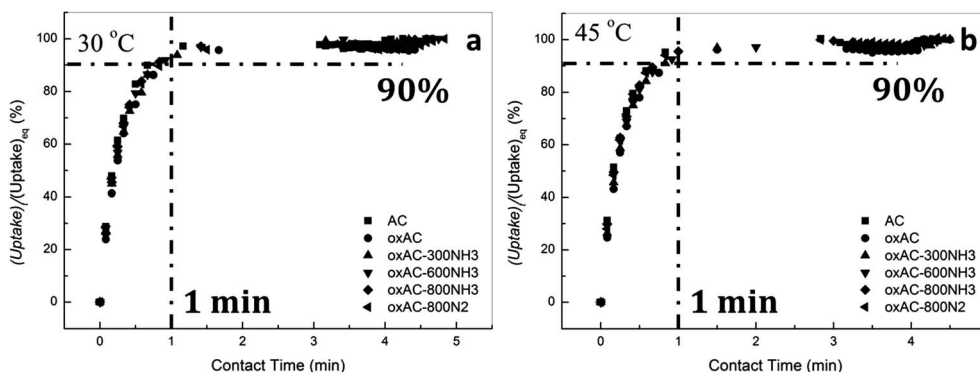 30 °C
a
100
80
60
40
20
0
90%
1 min
AC
oxAC
oxAC-300NH3
oxAC-600NH3
oxAC-800NH3
oxAC-800N2
0 1 2 3 4 5
Contact Time (min)
(Uptake)/(Uptake)eq (%)
45 °C
b
100
80
60
40
20
0
90%
1 min
AC
oxAC
oxAC-300NH3
oxAC-600NH3
oxAC-800NH3
oxAC-800N2
0 1 2 3 4
Contact Time (min)
(Uptake)/(Uptake)eq (%)